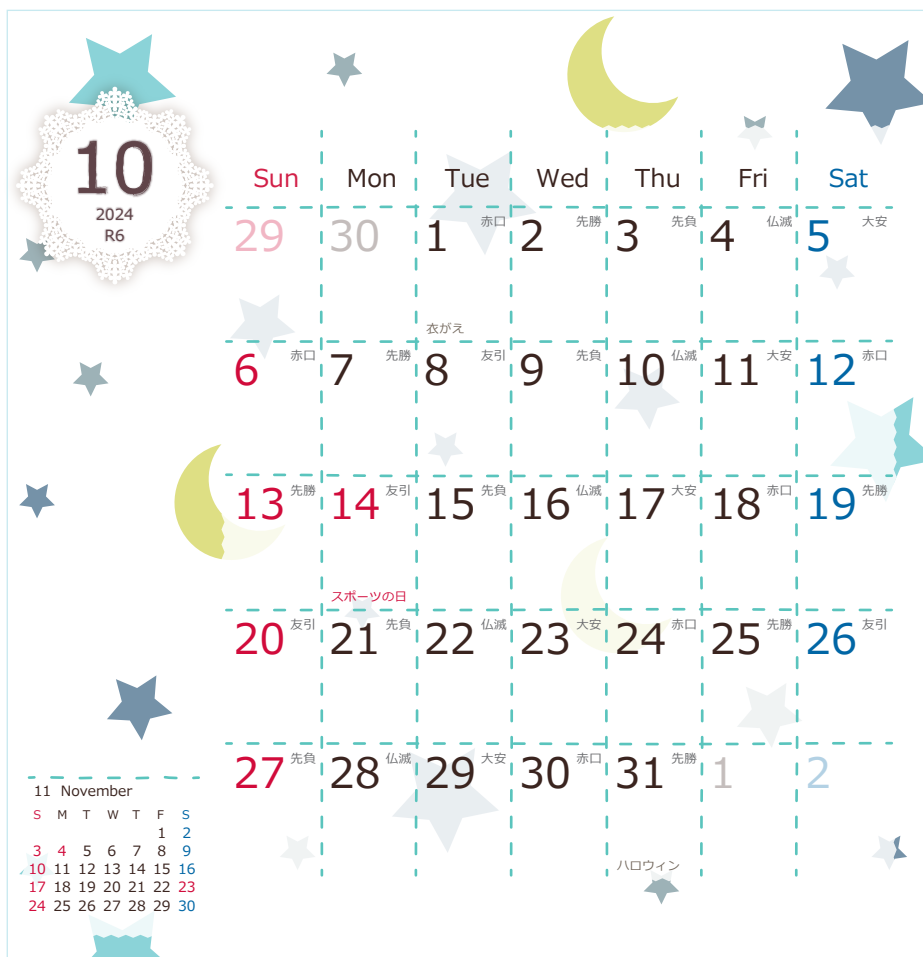 10
2024
R6
Sun Mon Tue Wed Thu Fri Sat
29 30 1 赤口 2 先勝 3 先負 4 仏滅 5 大安
衣がえ
6 赤口 7 先勝 8 友引 9 先負 10 仏滅 11 大安 12 赤口
13 先勝 14 友引 15 先負 16 仏滅 17 大安 18 赤口 19 先勝
スポーツの日
20 友引 21 先負 22 仏滅 23 大安 24 赤口 25 先勝 26 友引
27 先負 28 仏滅 29 大安 30 赤口 31 先勝 1 2
ハロウィン
11 November
S M T W T F S
1 2
3 4 5 6 7 8 9
10 11 12 13 14 15 16
17 18 19 20 21 22 23
24 25 26 27 28 29 30